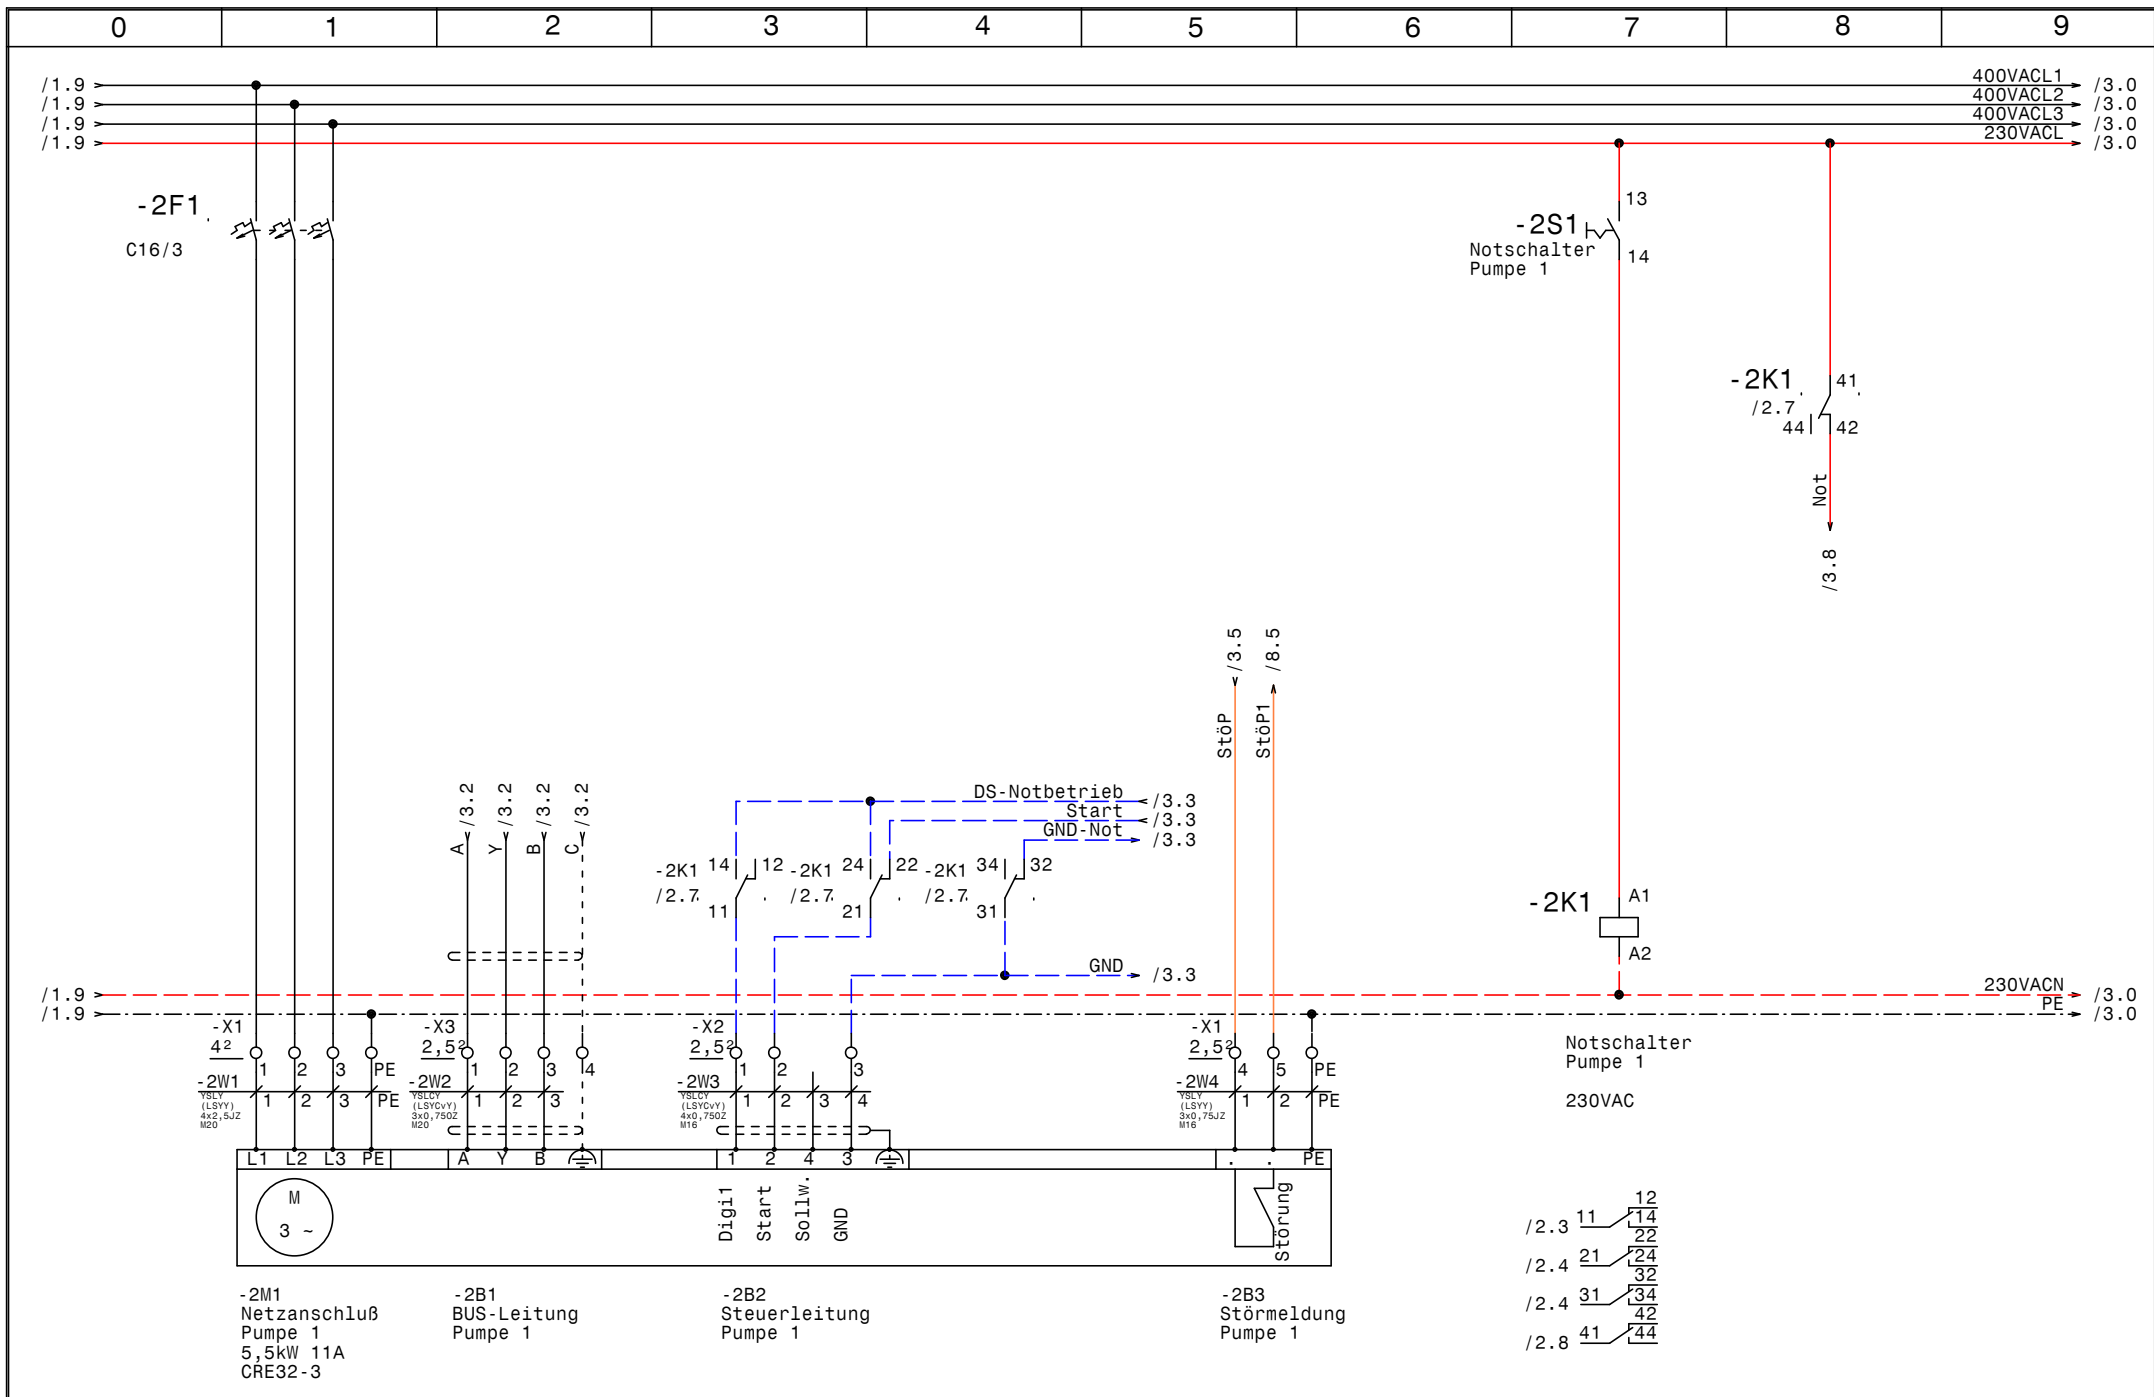 0 1 2 3 4 5 6 7 8 9
/1.9 400VACL1 /3.0
/1.9 400VACL2 /3.0
/1.9 400VACL3 /3.0
/1.9 230VACL /3.0
-2F1
C16/3
13
-2S1
Notschalter
Pumpe 1
14
-2K1 41
/2.7
44 42
Not
/3.8
/3.5 /8.5
StöP StöP1
/3.2 /3.2 /3.2 /3.2
A Y B C
DS-Notbetrieb /3.3
Start /3.3
GND-Not /3.3
-2K1 14 12 -2K1 24 22 -2K1 34 32
/2.7 /2.7 /2.7
11 21 31
-2K1 A1
A2
GND /3.3
/1.9 230VACN /3.0
/1.9 PE /3.0
-X1 -X3 -X2 -X1
4² 2,5² 2,5² 2,5²
1 2 3 PE 1 2 3 4 1 2 3 4 5 PE
-2W1 -2W2 -2W3 -2W4
1 2 3 PE 1 2 3 1 2 3 4 1 2 PE
YSLY
(LSYY)
4x2,5JZ
M20
YSLCY
(LSYCvY)
3x0,75OZ
M20
YSLCY
(LSYCvY)
4x0,75OZ
M16
YSLY
(LSYY)
3x0,75JZ
M16
Notschalter
Pumpe 1
230VAC
L1 L2 L3 PE A Y B 1 2 4 3 . . PE
M
3 ~
Digi1
Start
Sollw.
GND
Störung
-2M1
Netzanschluß
Pumpe 1
5,5kW 11A
CRE32-3
-2B1
BUS-Leitung
Pumpe 1
-2B2
Steuerleitung
Pumpe 1
-2B3
Störmeldung
Pumpe 1
12
/2.3 11 14
22
/2.4 21 24
32
/2.4 31 34
42
/2.8 41 44